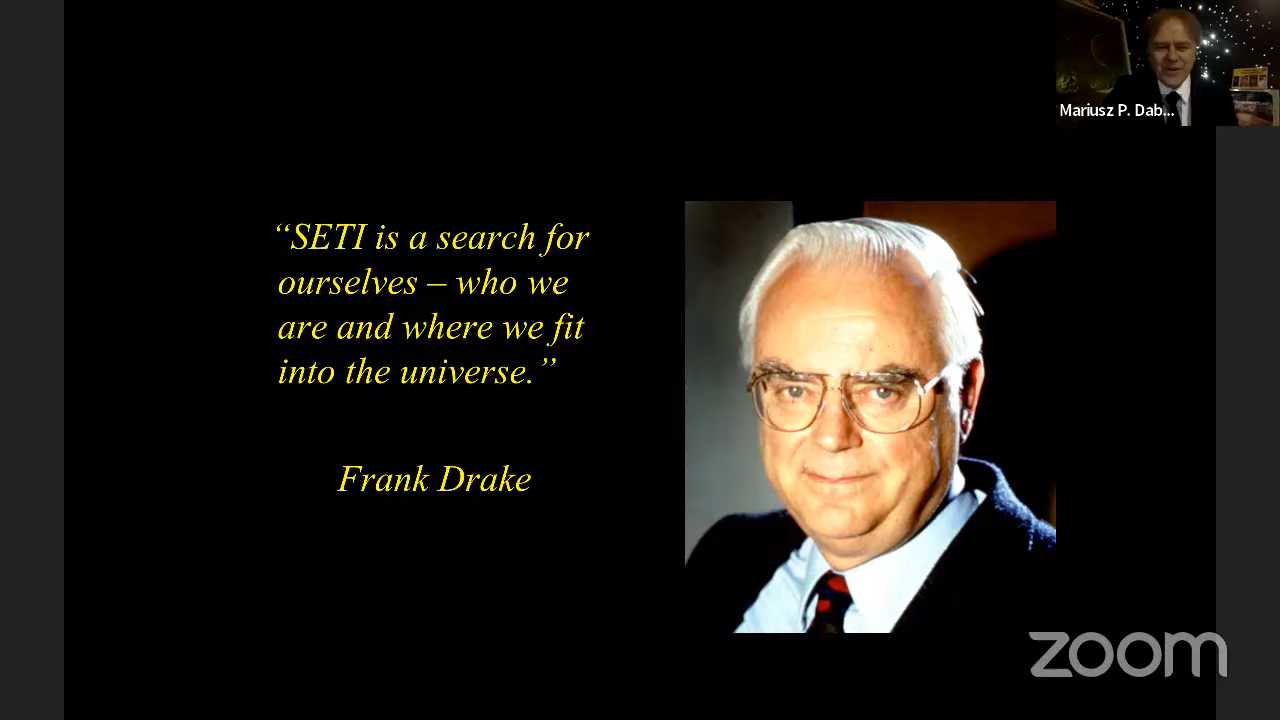 Mariusz P. Dab...
“SETI is a search for
ourselves – who we
are and where we fit
into the universe.”
Frank Drake
zoom